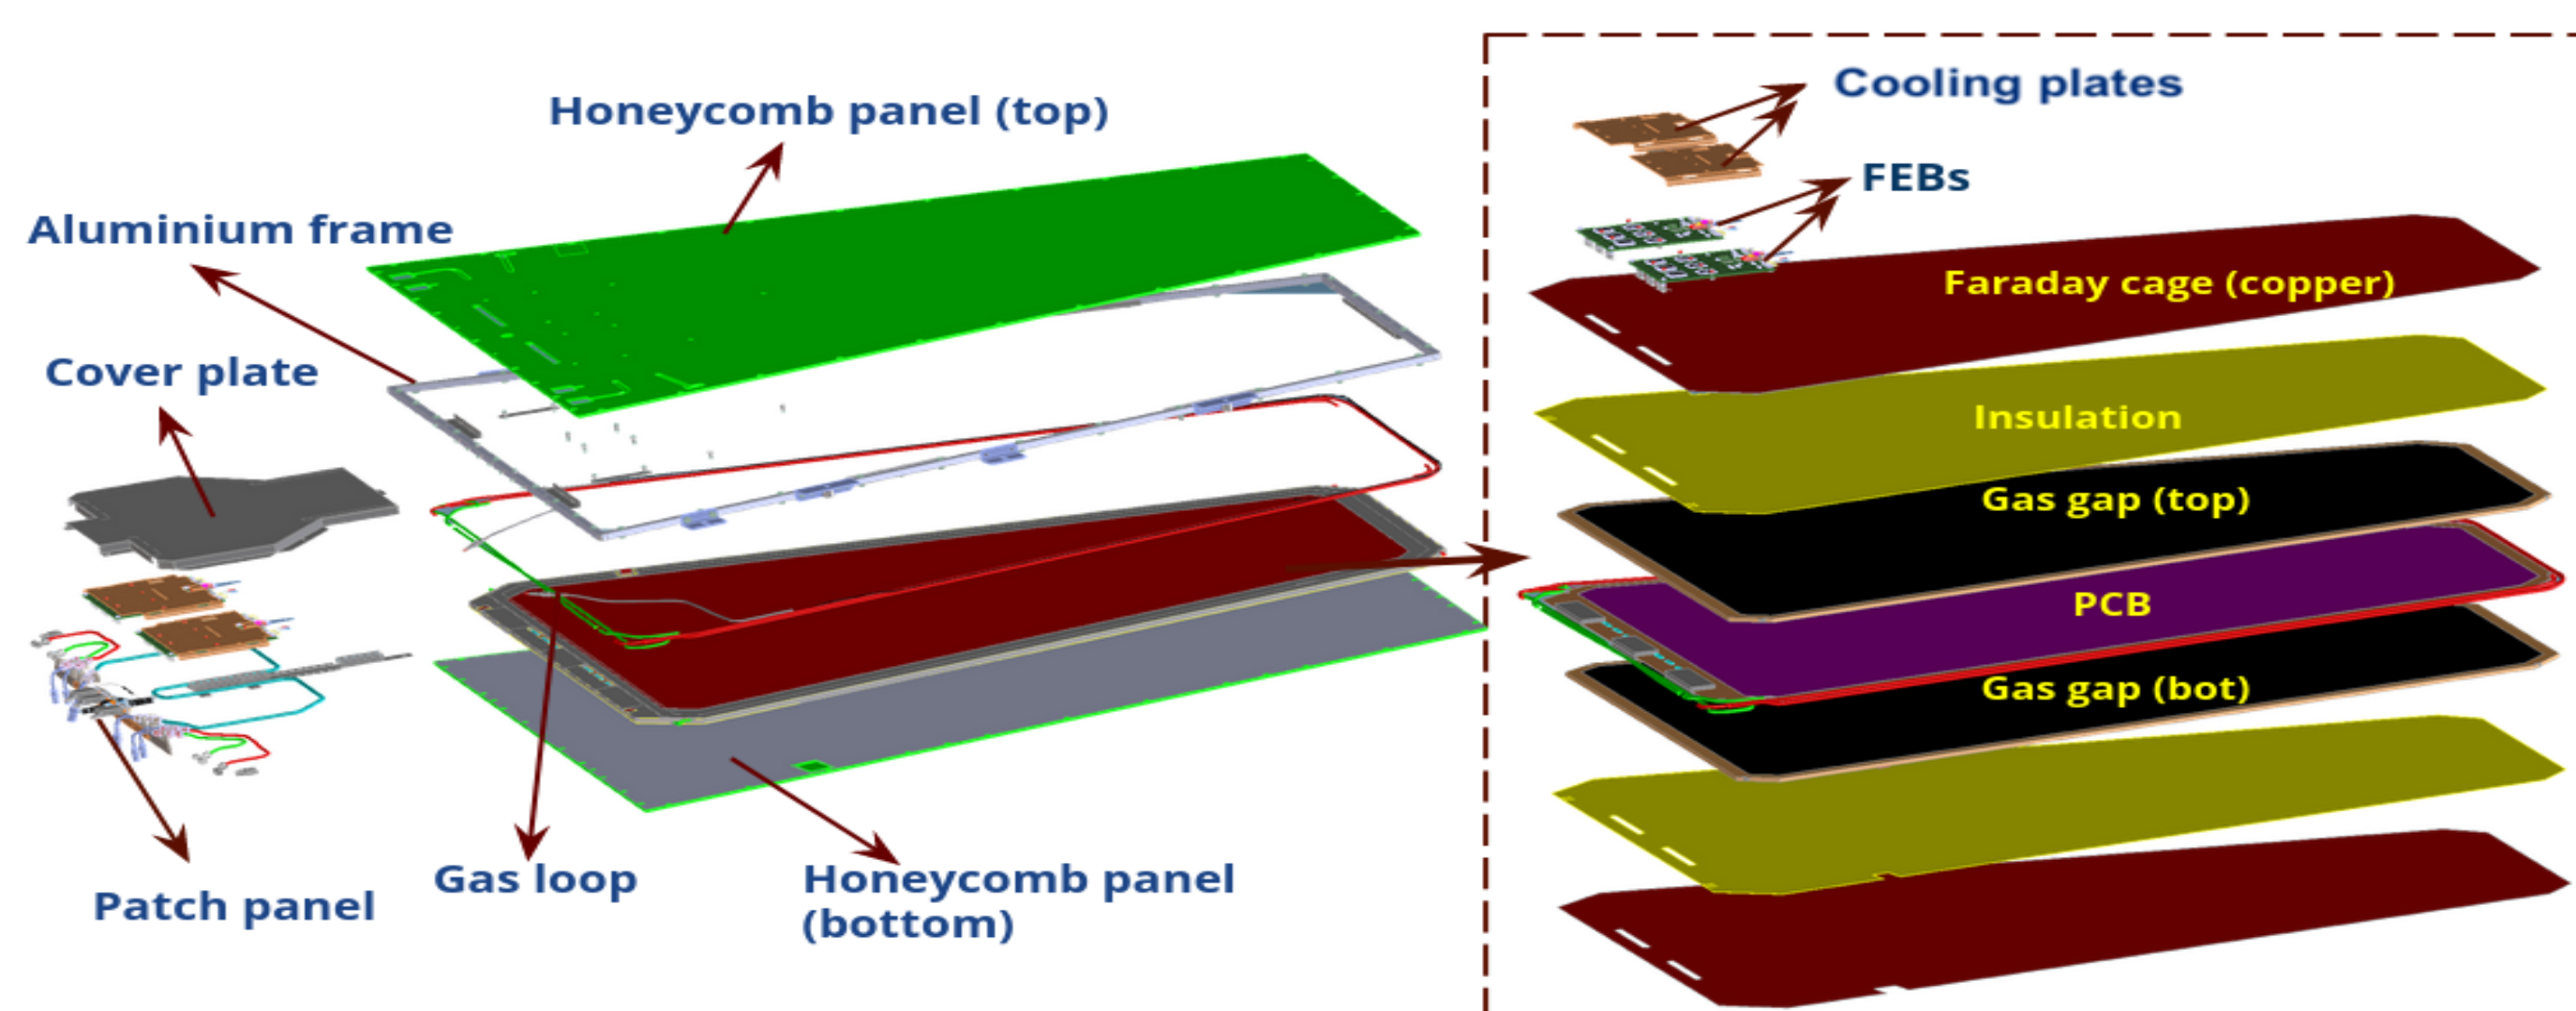 Honeycomb panel (top)
Aluminium frame
Cover plate
Patch panel
Gas loop
Honeycomb panel
(bottom)
Cooling plates
FEBs
Faraday cage (copper)
Insulation
Gas gap (top)
PCB
Gas gap (bot)